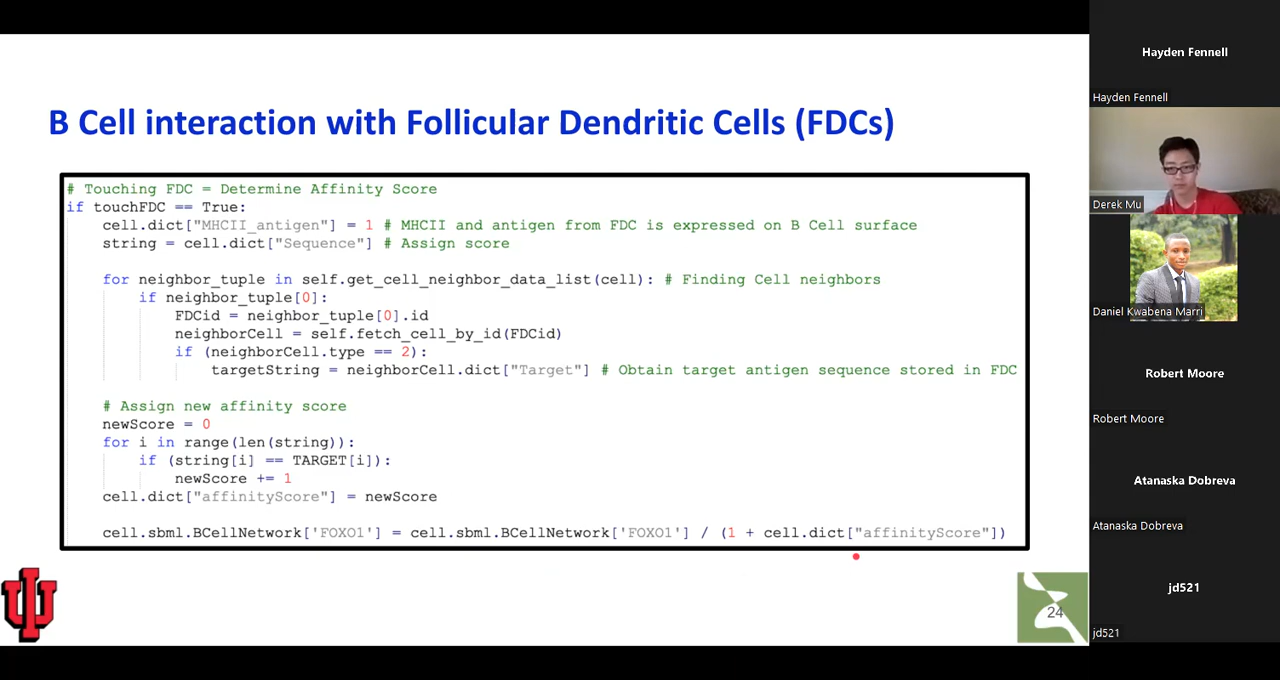 B Cell interaction with Follicular Dendritic Cells (FDCs)
# Touching FDC = Determine Affinity Score
if touchFDC == True:
cell.dict["MHCII_antigen"] = 1 # MHCII and antigen from FDC is expressed on B Cell surface
string = cell.dict["Sequence"] # Assign score
for neighbor_tuple in self.get_cell_neighbor_data_list(cell): # Finding Cell neighbors
if neighbor_tuple[0]:
FDCid = neighbor_tuple[0].id
neighborCell = self.fetch_cell_by_id(FDCid)
if (neighborCell.type == 2):
targetString = neighborCell.dict["Target"] # Obtain target antigen sequence stored in FDC
# Assign new affinity score
newScore = 0
for i in range(len(string)):
if (string[i] == TARGET[i]):
newScore += 1
cell.dict["affinityScore"] = newScore
cell.sbml.BCellNetwork['FOXO1'] = cell.sbml.BCellNetwork['FOXO1'] / (1 + cell.dict["affinityScore"])
24
Hayden Fennell
Hayden Fennell
Derek Mu
Daniel Kwabena Marri
Robert Moore
Robert Moore
Atanaska Dobreva
Atanaska Dobreva
jd521
jd521